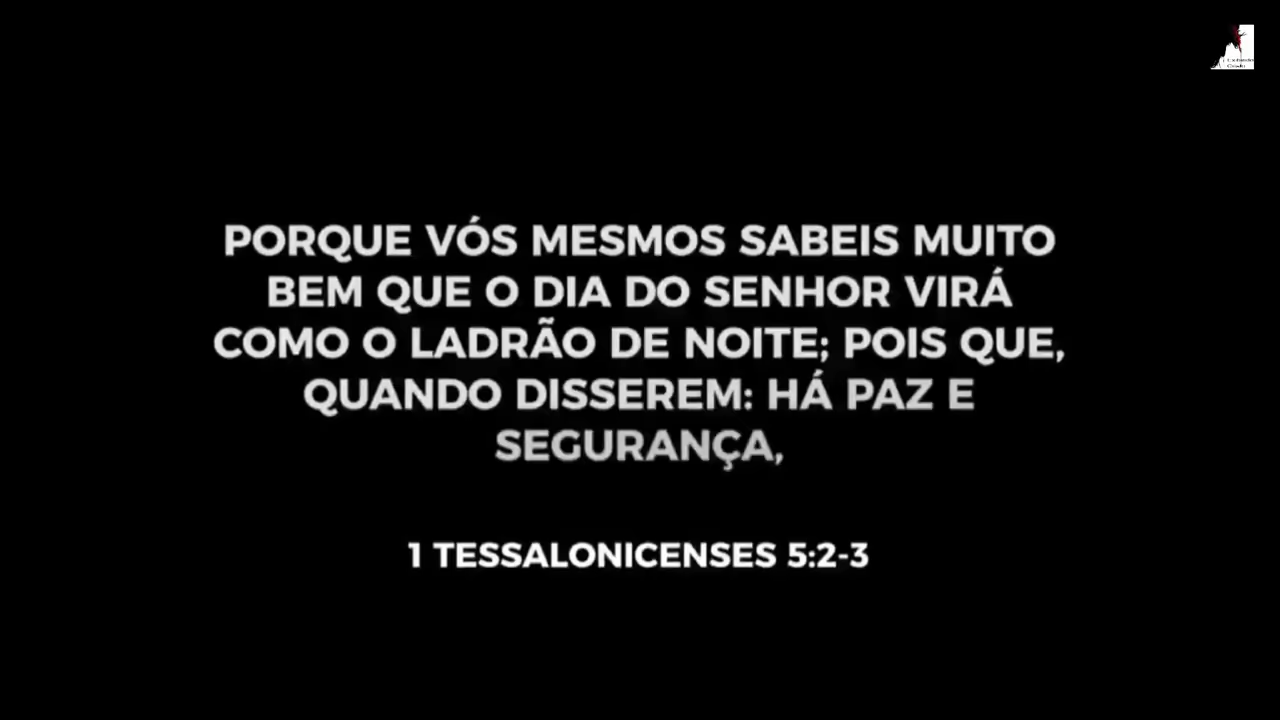 PORQUE VÓS MESMOS SABEIS MUITO
BEM QUE O DIA DO SENHOR VIRÁ
COMO O LADRÃO DE NOITE; POIS QUE,
QUANDO DISSEREM: HÁ PAZ E
SEGURANÇA,
1 TESSALONICENSES 5:2-3